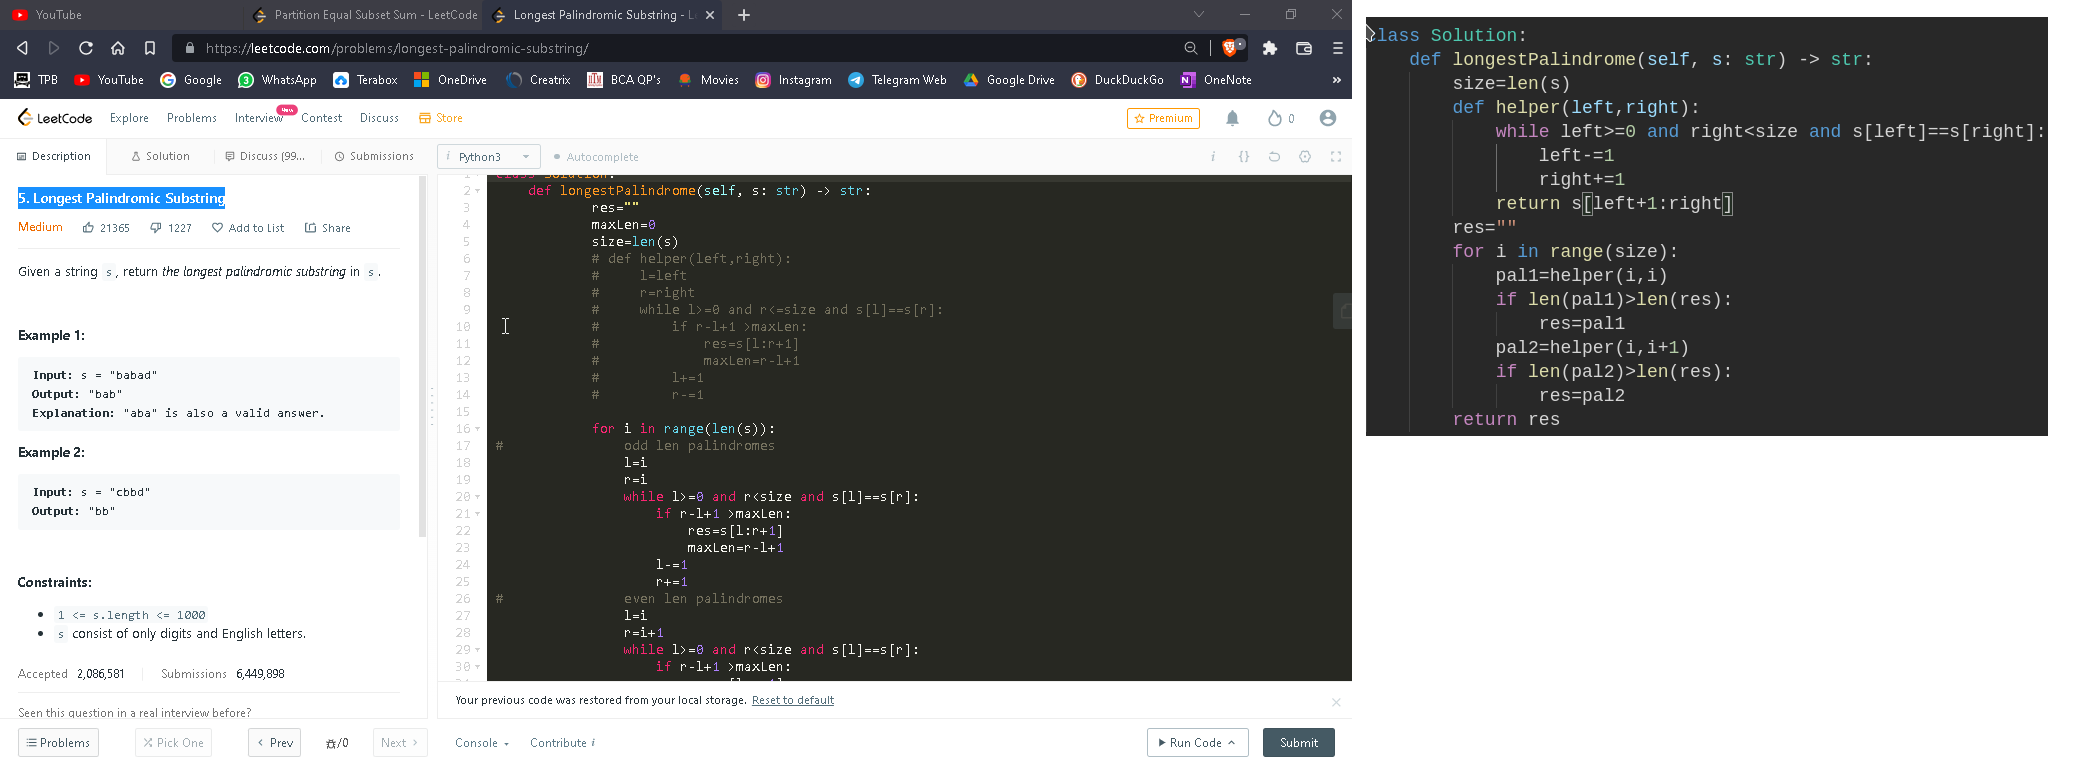 YouTube
Partition Equal Subset Sum - LeetCode
Longest Palindromic Substring - L
https://leetcode.com/problems/longest-palindromic-substring/
TPB YouTube Google WhatsApp Terabox OneDrive Creatrix BCA QP's Movies Instagram Telegram Web Google Drive DuckDuckGo OneNote »
LeetCode Explore Problems Interview New Contest Discuss Store
Premium 0
Description Solution Discuss (99... Submissions
i Python3 Autocomplete
5. Longest Palindromic Substring
Medium 21365 1227 Add to List Share
Given a string s, return the longest palindromic substring in s.
Example 1:
Input: s = "babad"
Output: "bab"
Explanation: "aba" is also a valid answer.
Example 2:
Input: s = "cbbd"
Output: "bb"
Constraints:
• 1 <= s.length <= 1000
• s consist of only digits and English letters.
Accepted 2,086,581 Submissions 6,449,898
Seen this question in a real interview before?
Problems Pick One < Prev /0 Next >
1 class Solution:
2 def longestPalindrome(self, s: str) -> str:
3 res=""
4 maxLen=0
5 size=len(s)
6 # def helper(left,right):
7 # l=left
8 # r=right
9 # while l>=0 and r<=size and s[l]==s[r]:
10 # if r-l+1 >maxLen:
11 # res=s[l:r+1]
12 # maxLen=r-l+1
13 # l+=1
14 # r-=1
15
16 for i in range(len(s)):
17 # odd len palindromes
18 l=i
19 r=i
20 while l>=0 and r<size and s[l]==s[r]:
21 if r-l+1 >maxLen:
22 res=s[l:r+1]
23 maxLen=r-l+1
24 l-=1
25 r+=1
26 # even len palindromes
27 l=i
28 r=i+1
29 while l>=0 and r<size and s[l]==s[r]:
30 if r-l+1 >maxLen:
Your previous code was restored from your local storage. Reset to default
Console Contribute i
Run Code Submit
lass Solution:
def longestPalindrome(self, s: str) -> str:
size=len(s)
def helper(left,right):
while left>=0 and right<size and s[left]==s[right]:
left-=1
right+=1
return s[left+1:right]
res=""
for i in range(size):
pal1=helper(i,i)
if len(pal1)>len(res):
res=pal1
pal2=helper(i,i+1)
if len(pal2)>len(res):
res=pal2
return res